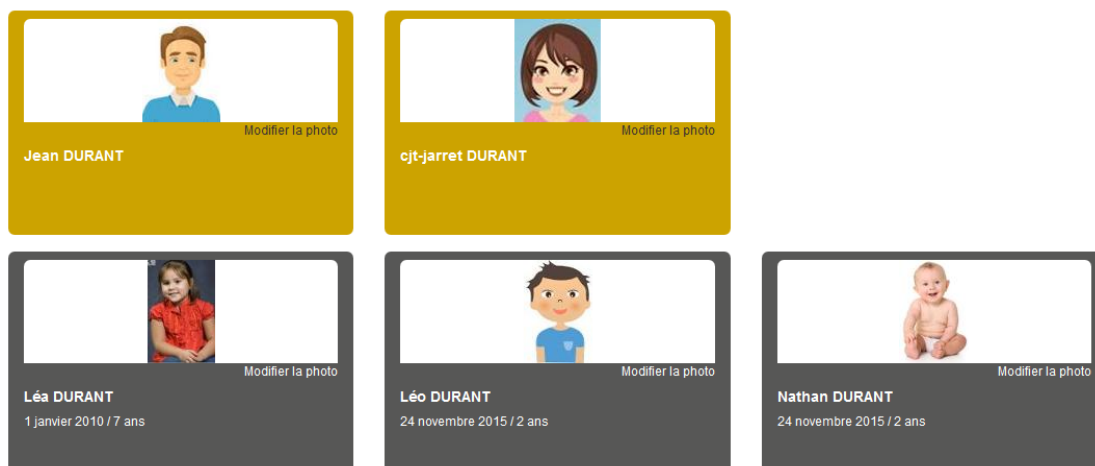 Modifier la photo
Jean DURANT
Modifier la photo
cjt-jarret DURANT
Modifier la photo
Léa DURANT
1 janvier 2010 / 7 ans
Modifier la photo
Léo DURANT
24 novembre 2015 / 2 ans
Modifier la photo
Nathan DURANT
24 novembre 2015 / 2 ans